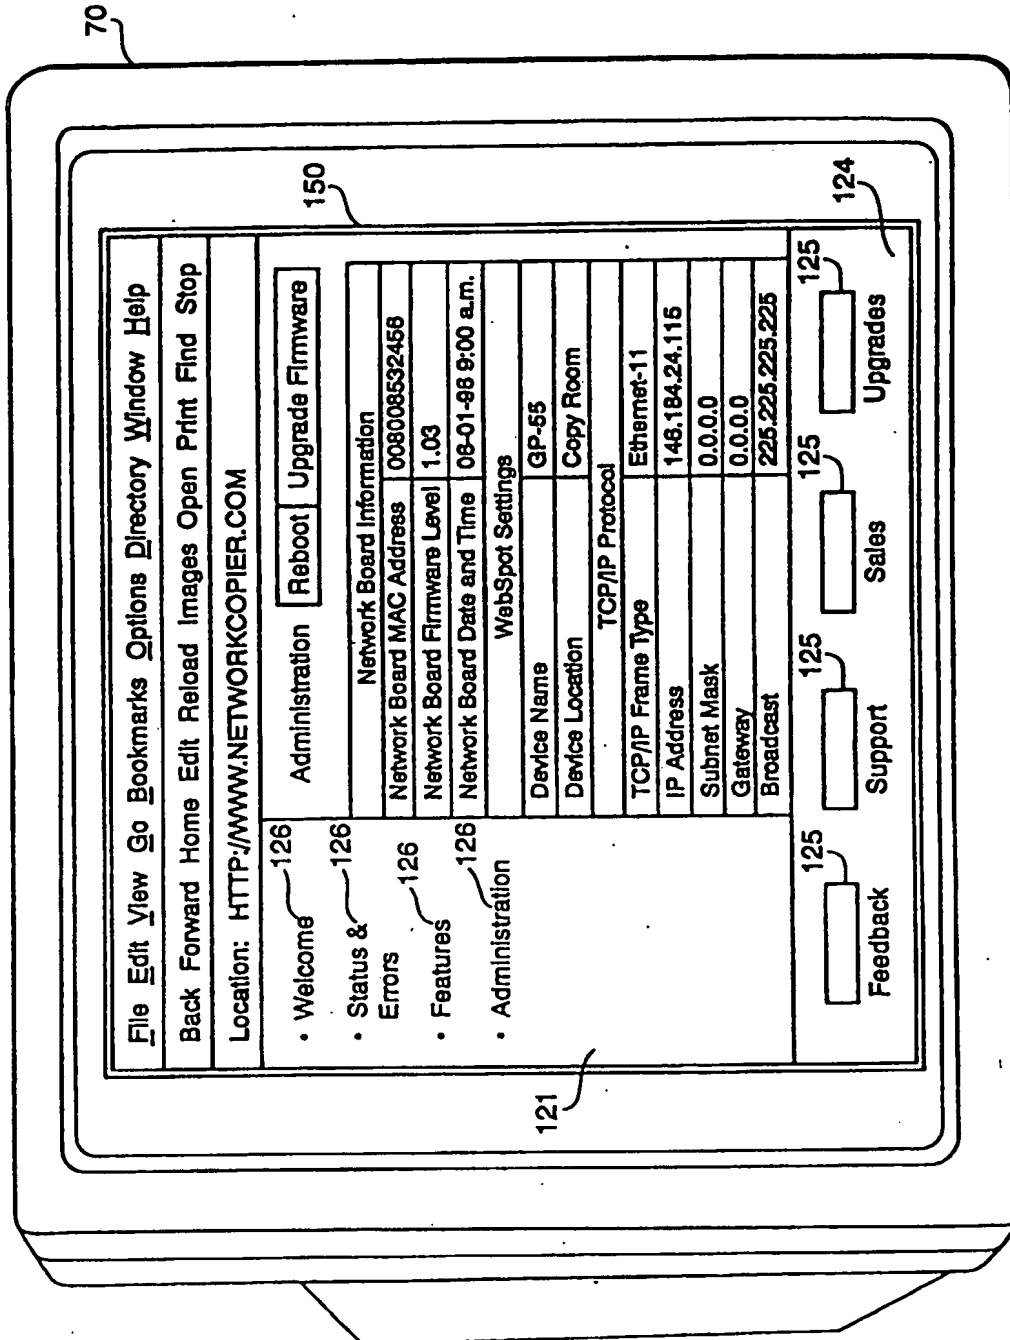 70
File Edit View Go Bookmarks Options Directory Window Help
Back Forward Home Edit Reload Images Open Print Find Stop
Location: HTTP://WWW.NETWORKCOPIER.COM
150
• Welcome 126
• Status & Errors 126
• Features 126
• Administration 126
121
Administration Reboot Upgrade Firmware
Network Board Information
Network Board MAC Address 008008532458
Network Board Firmware Level 1.03
Network Board Date and Time 08-01-98 9:00 a.m.
WebSpot Settings
Device Name GP-55
Device Location Copy Room
TCP/IP Protocol
TCP/IP Frame Type Ethernet-11
IP Address 146.184.24.115
Subnet Mask 0.0.0.0
Gateway 0.0.0.0
Broadcast 225.225.225.225
125 125 125 125
Feedback Support Sales Upgrades
124